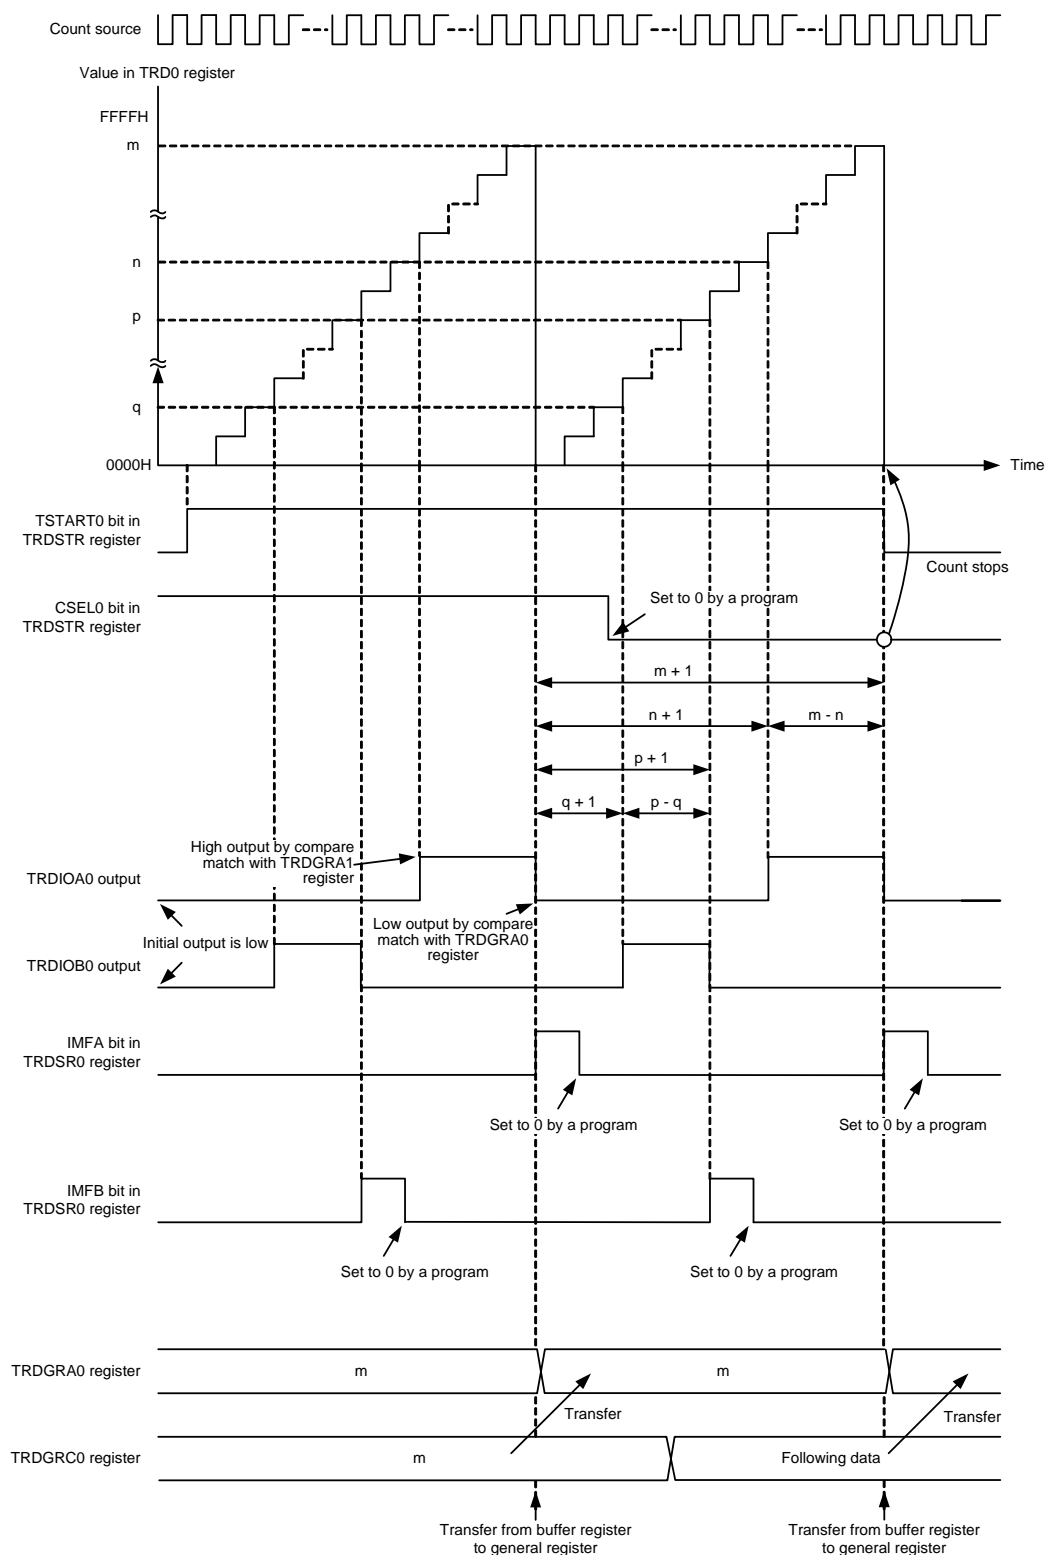 Count source
Value in TRD0 register
FFFFH
m
n
p
q
0000H
Time
TSTART0 bit in
TRDSTR register
Count stops
CSEL0 bit in
TRDSTR register
Set to 0 by a program
m + 1
n + 1
m - n
p + 1
q + 1
p - q
High output by compare
match with TRDGRA1
register
TRDIOA0 output
Low output by compare
match with TRDGRA0
register
Initial output is low
TRDIOB0 output
IMFA bit in
TRDSR0 register
Set to 0 by a program
Set to 0 by a program
IMFB bit in
TRDSR0 register
Set to 0 by a program
Set to 0 by a program
TRDGRA0 register
m
m
Transfer
Transfer
TRDGRC0 register
m
Following data
Transfer from buffer register
to general register
Transfer from buffer register
to general register